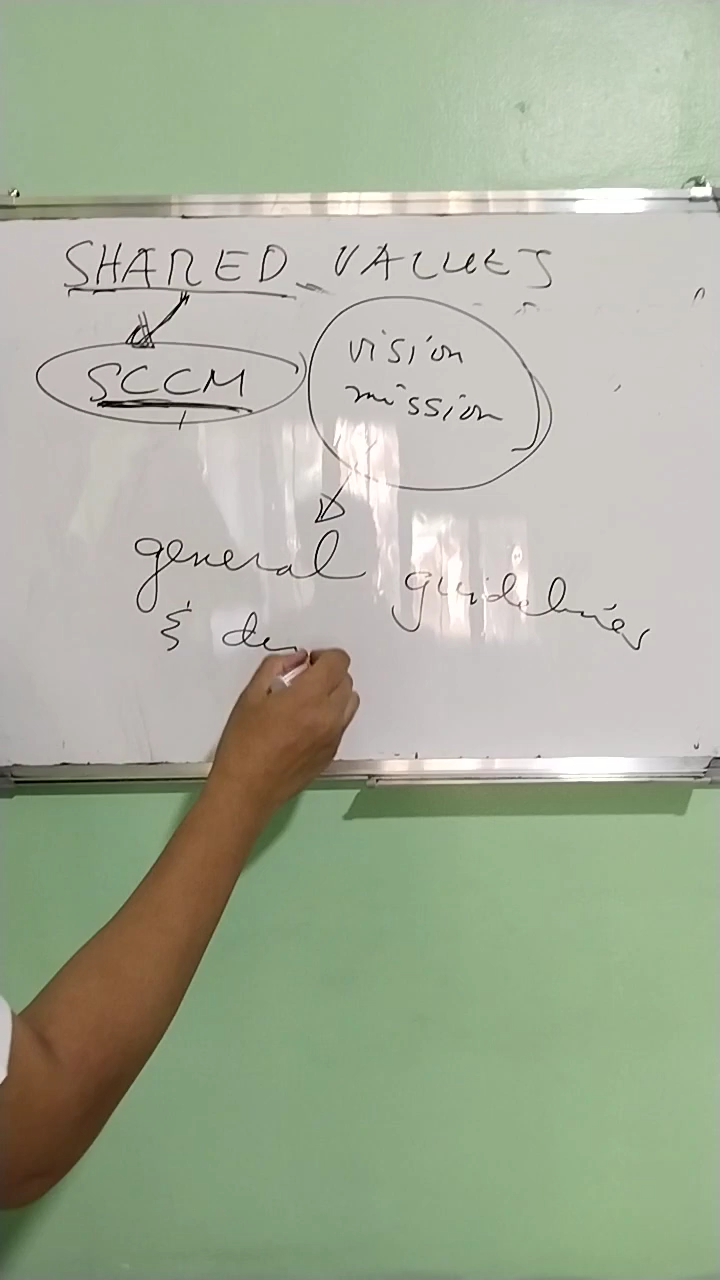 SHARED VALUES
SCCM
vision
mission
general guidelines
&